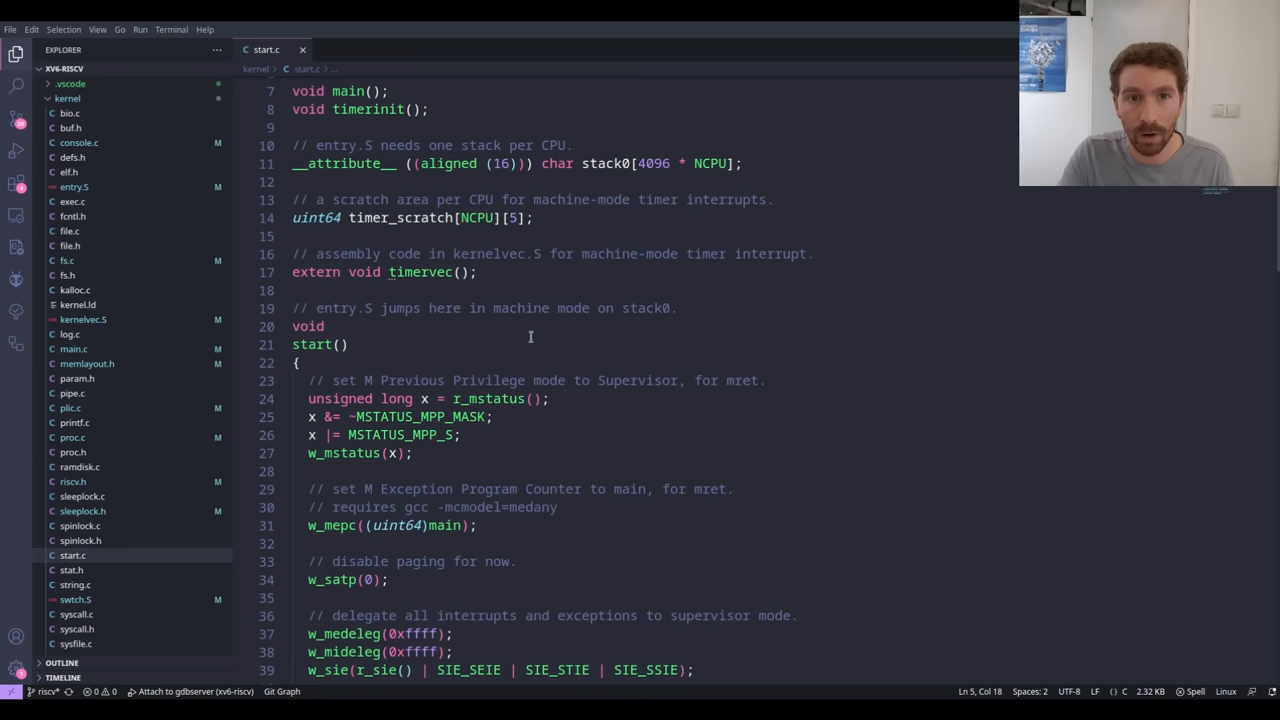 File Edit Selection View Go Run Terminal Help
EXPLORER
start.c
XV6-RISCV
kernel > C start.c > ...
.vscode
kernel
bio.c
buf.h
console.c M
defs.h
elf.h
entry.S M
exec.c
fcntl.h
file.c
file.h
fs.c M
fs.h
kalloc.c
kernel.ld
kernelvec.S M
log.c
main.c M
memlayout.h M
param.h
pipe.c
plic.c M
printf.c
proc.c M
proc.h
ramdisk.c
riscv.h M
sleeplock.c
sleeplock.h M
spinlock.c
spinlock.h
start.c
stat.h
string.c
swtch.S M
syscall.c
syscall.h
sysfile.c
OUTLINE
TIMELINE
7 void main();
8 void timerinit();
9
10 // entry.S needs one stack per CPU.
11 __attribute__ ((aligned (16))) char stack0[4096 * NCPU];
12
13 // a scratch area per CPU for machine-mode timer interrupts.
14 uint64 timer_scratch[NCPU][5];
15
16 // assembly code in kernelvec.S for machine-mode timer interrupt.
17 extern void timervec();
18
19 // entry.S jumps here in machine mode on stack0.
20 void
21 start()
22 {
23 // set M Previous Privilege mode to Supervisor, for mret.
24 unsigned long x = r_mstatus();
25 x &= ~MSTATUS_MPP_MASK;
26 x |= MSTATUS_MPP_S;
27 w_mstatus(x);
28
29 // set M Exception Program Counter to main, for mret.
30 // requires gcc -mcmodel=medany
31 w_mepc((uint64)main);
32
33 // disable paging for now.
34 w_satp(0);
35
36 // delegate all interrupts and exceptions to supervisor mode.
37 w_medeleg(0xffff);
38 w_mideleg(0xffff);
39 w_sie(r_sie() | SIE_SEIE | SIE_STIE | SIE_SSIE);
riscv* 0 0 Attach to gdbserver (xv6-riscv) Git Graph Ln 5, Col 18 Spaces: 2 UTF-8 LF {} C 2.32 KB Spell Linux